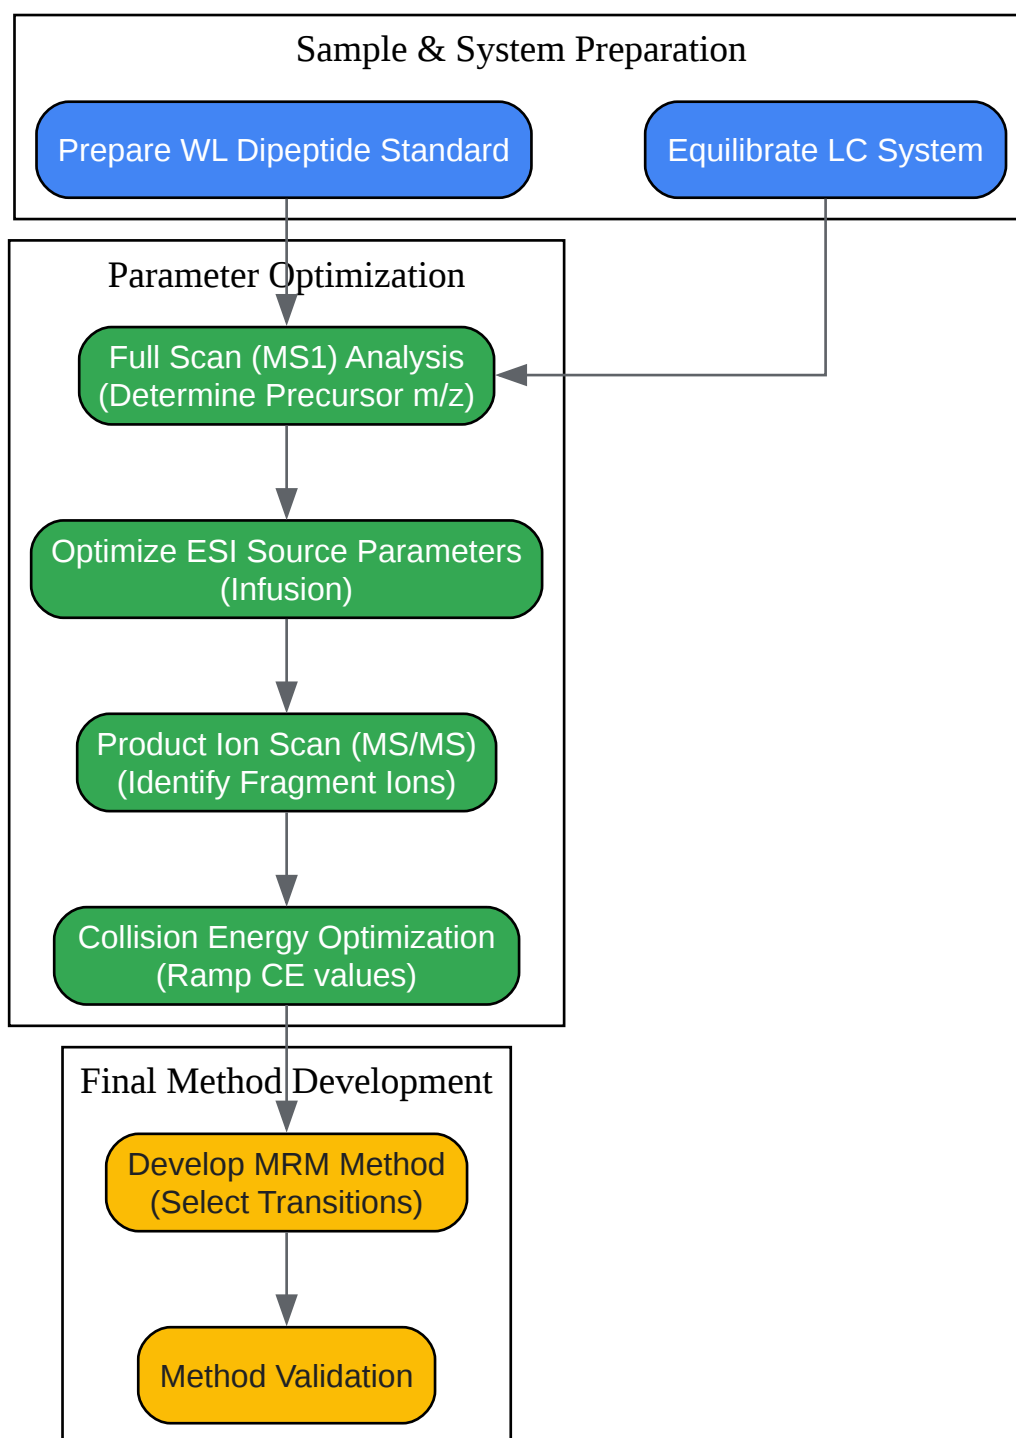 Sample & System Preparation
Prepare WL Dipeptide Standard
Equilibrate LC System
Parameter Optimization
Full Scan (MS1) Analysis
(Determine Precursor m/z)
Optimize ESI Source Parameters
(Infusion)
Product Ion Scan (MS/MS)
(Identify Fragment Ions)
Collision Energy Optimization
(Ramp CE values)
Final Method Development
Develop MRM Method
(Select Transitions)
Method Validation